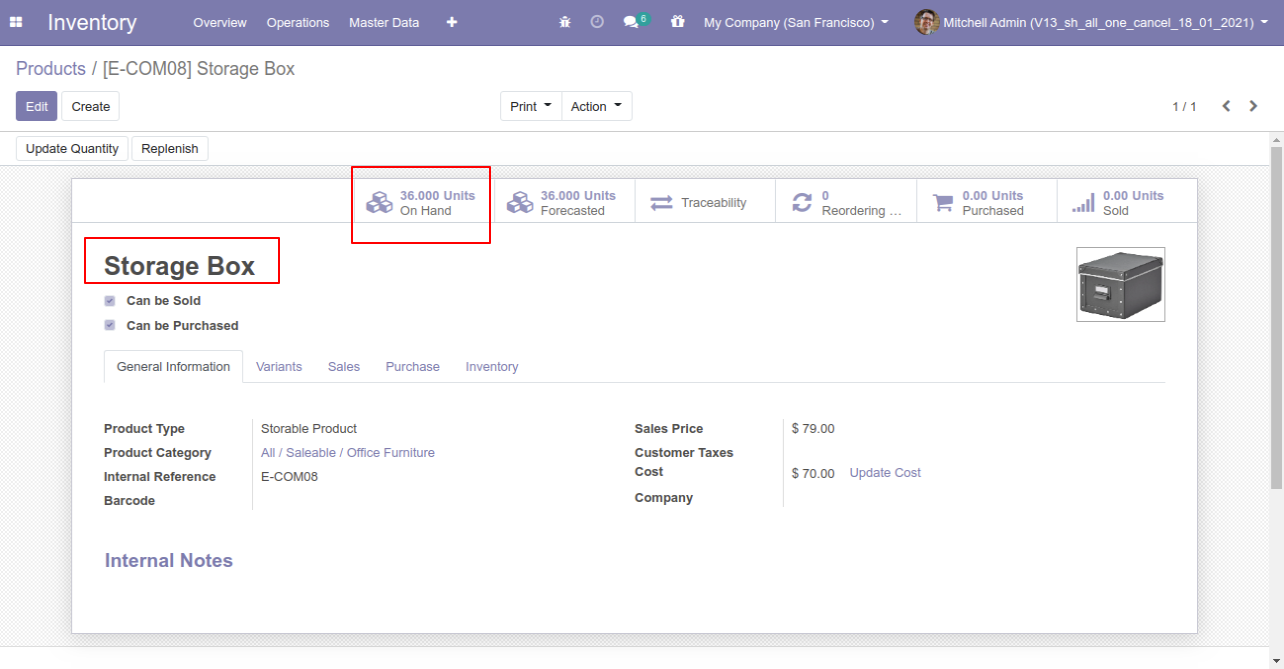 Inventory Overview Operations Master Data 6 My Company (San Francisco) Mitchell Admin (V13_sh_all_one_cancel_18_01_2021)
Products / [E-COM08] Storage Box
Edit Create Print Action 1 / 1
Update Quantity Replenish
36.000 Units 36.000 Units Traceability 0 0.00 Units 0.00 Units
On Hand Forecasted Reordering ... Purchased Sold
Storage Box
Can be Sold
Can be Purchased
General Information Variants Sales Purchase Inventory
Product Type Storable Product Sales Price $ 79.00
Product Category All / Saleable / Office Furniture Customer Taxes
Internal Reference E-COM08 Cost $ 70.00 Update Cost
Barcode Company
Internal Notes